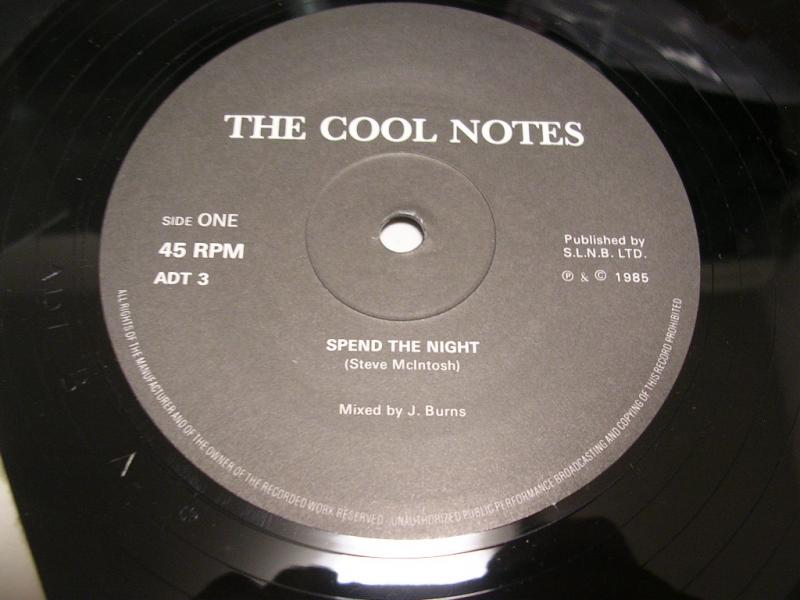 THE COOL NOTES
SIDE ONE
45 RPM
ADT 3
Published by
S.L.N.B. LTD.
℗ & © 1985
SPEND THE NIGHT
(Steve McIntosh)
Mixed by J. Burns
ALL RIGHTS OF THE MANUFACTURER AND OF THE OWNER OF THE RECORDED WORK RESERVED · UNAUTHORIZED PUBLIC PERFORMANCE BROADCASTING AND COPYING OF THIS RECORD PROHIBITED